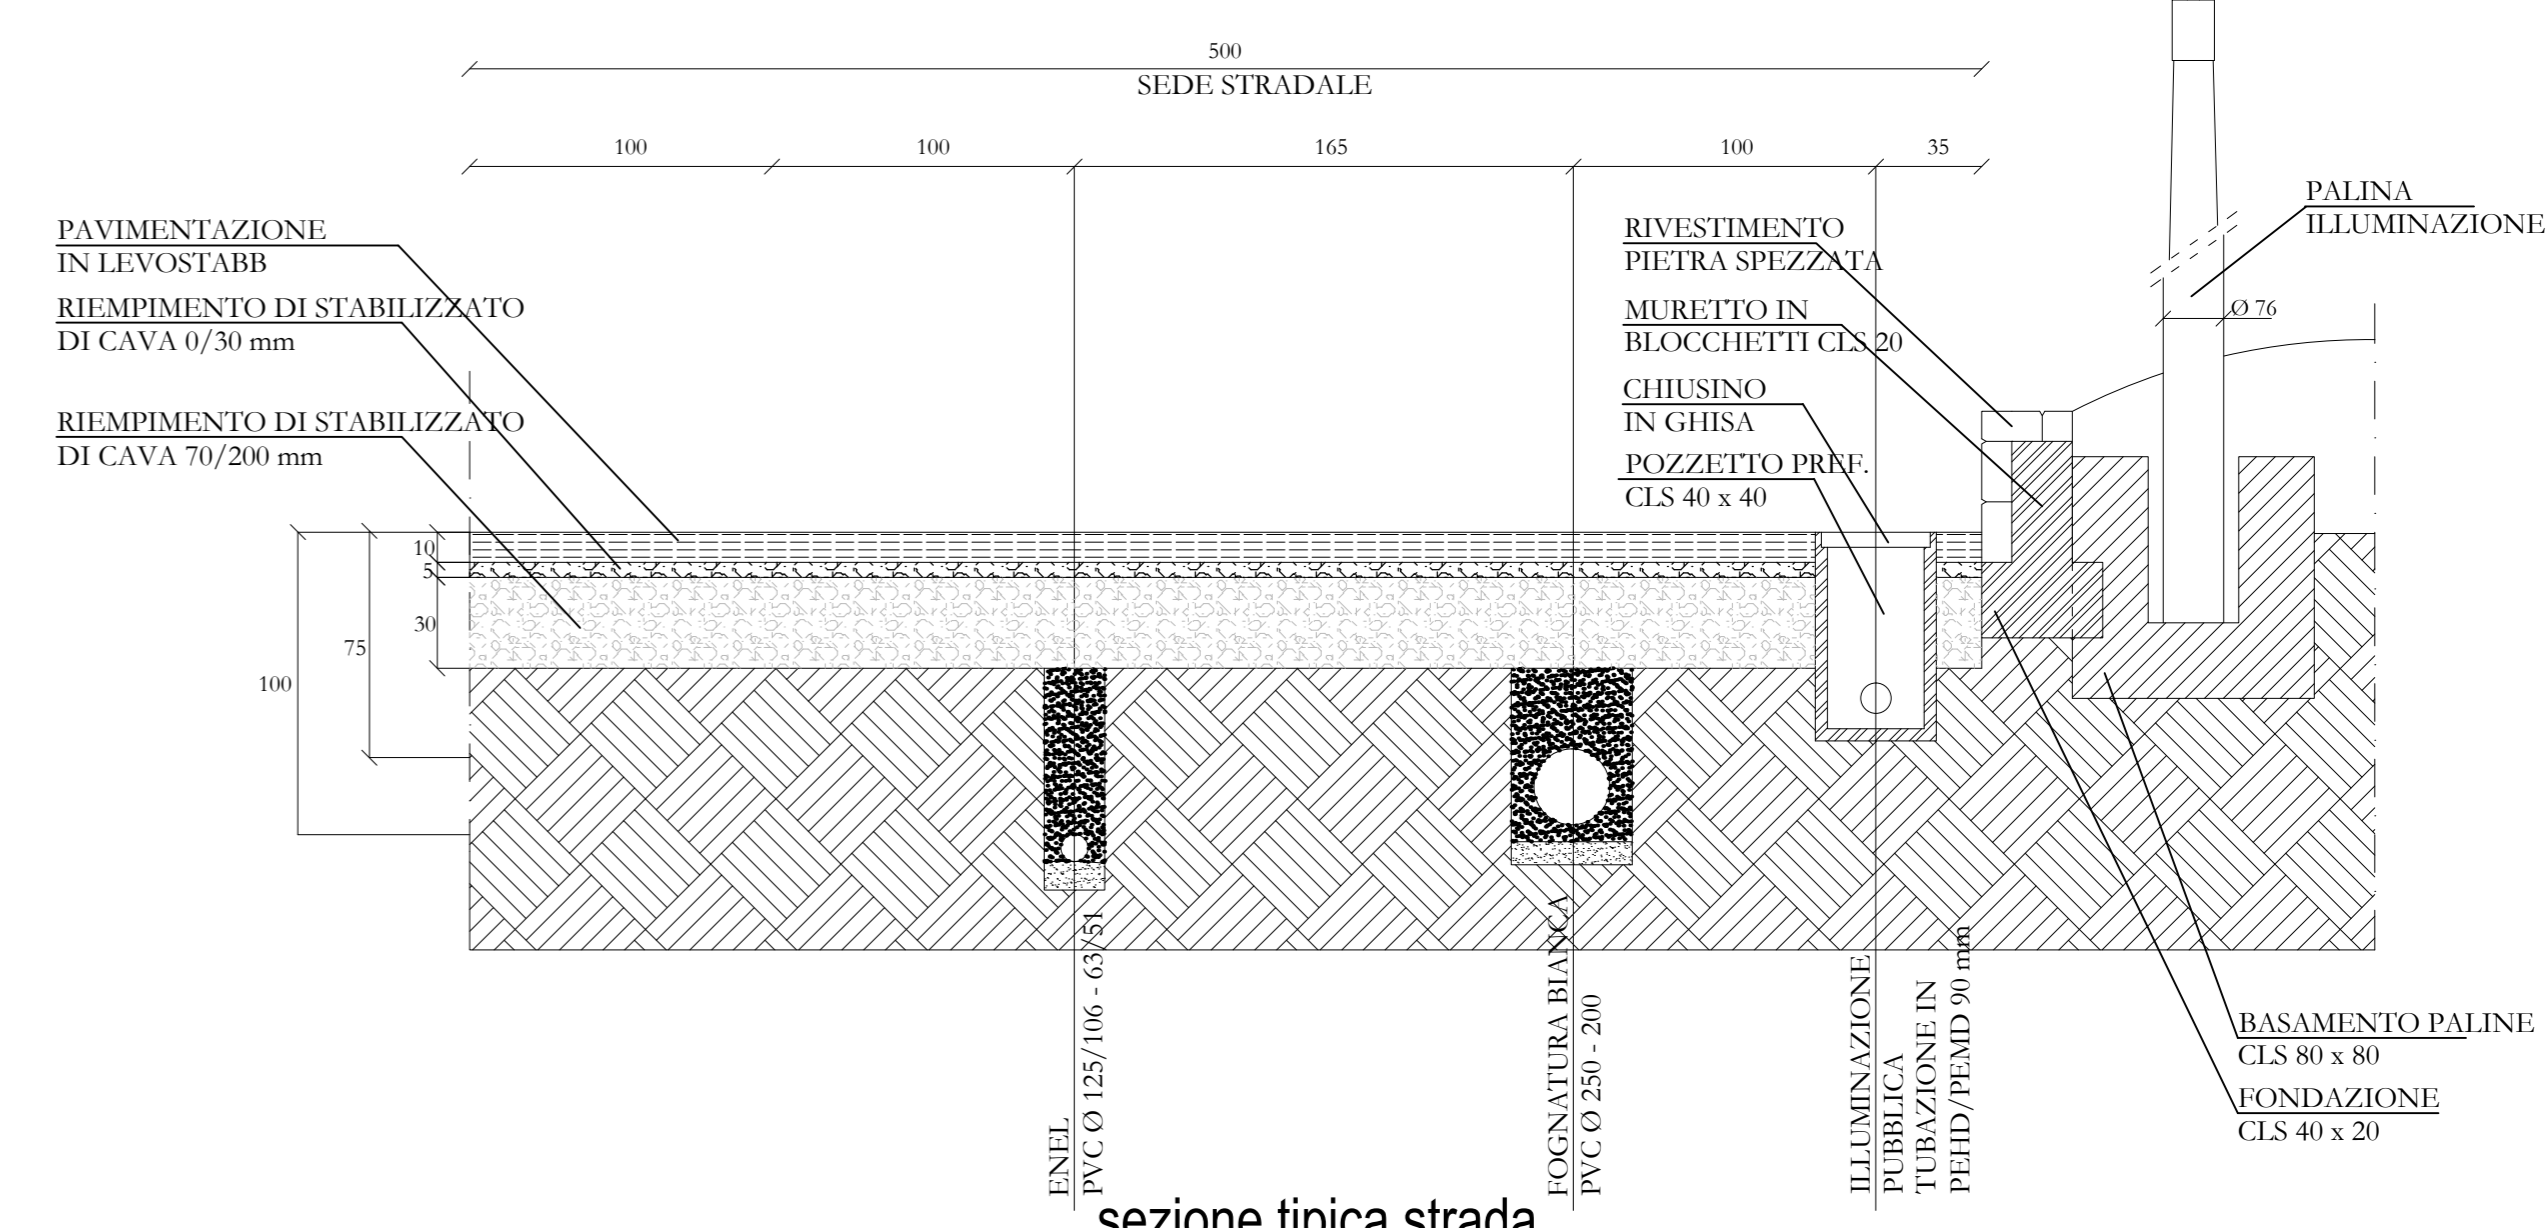 500
SEDE STRADALE
100
100
165
100
35
PAVIMENTAZIONE
IN LEVOSTABB
RIEMPIMENTO DI STABILIZZATO
DI CAVA 0/30 mm
RIEMPIMENTO DI STABILIZZATO
DI CAVA 70/200 mm
RIVESTIMENTO
PIETRA SPEZZATA
MURETTO IN
BLOCCHETTI CLS 20
CHIUSINO
IN GHISA
POZZETTO PREF.
CLS 40 x 40
PALINA
ILLUMINAZIONE
Ø 76
10
5
30
75
100
ENEL
PVC Ø 125/106 - 63/51
FOGNATURA BIANCA
PVC Ø 250 - 200
ILLUMINAZIONE
PUBBLICA
TUBAZIONE IN
PEHD/PEMD 90 mm
BASAMENTO PALINE
CLS 80 x 80
FONDAZIONE
CLS 40 x 20
sezione tipica strada